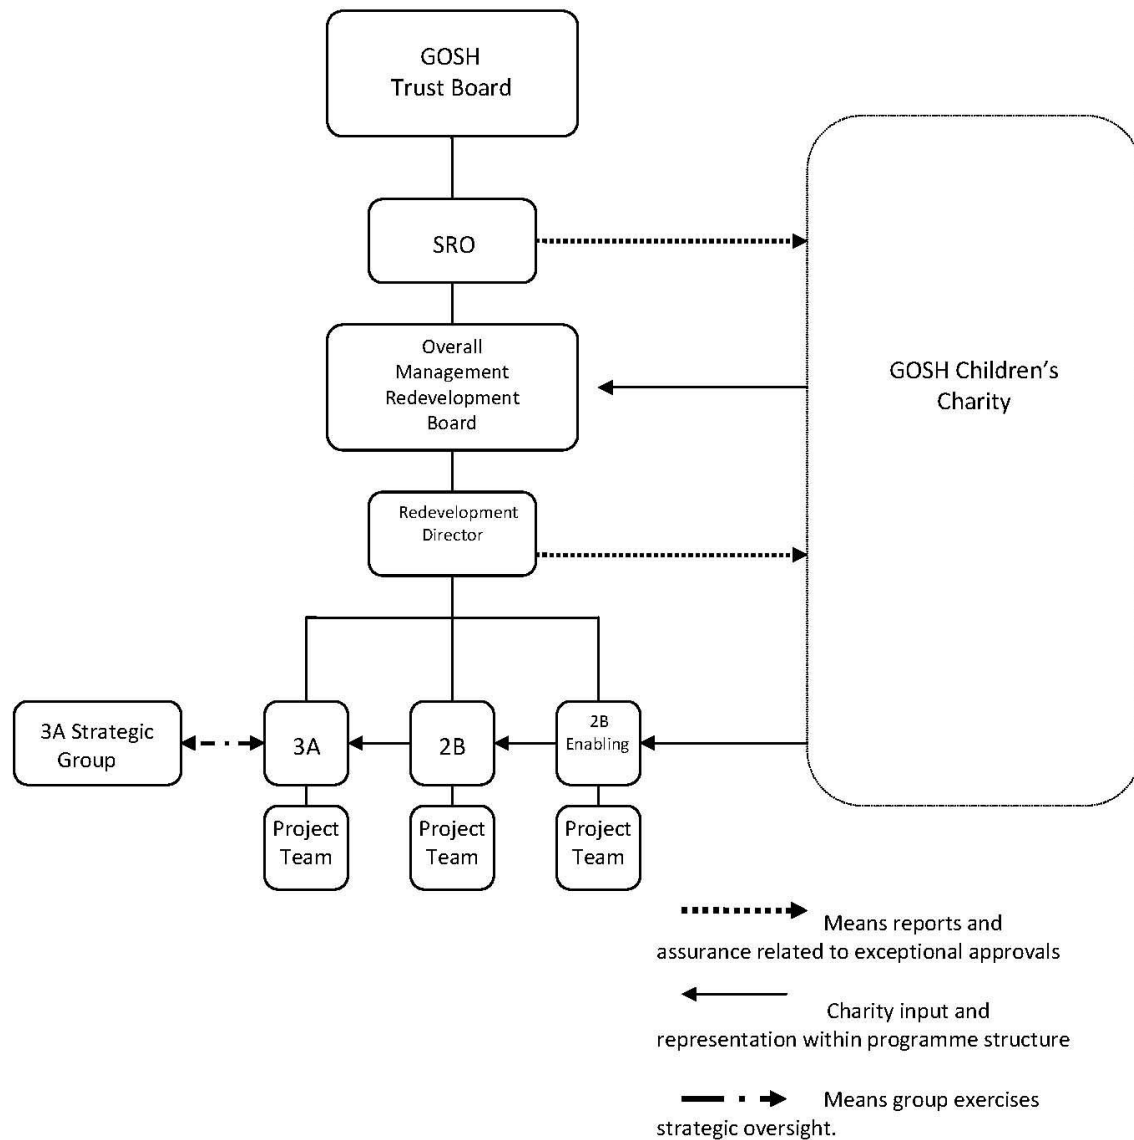 GOSH
Trust Board
SRO
Overall
Management
Redevelopment
Board
GOSH Children’s
Charity
Redevelopment
Director
3A Strategic
Group
3A
2B
2B
Enabling
Project
Team
Project
Team
Project
Team
Means reports and
assurance related to exceptional approvals
Charity input and
representation within programme structure
Means group exercises
strategic oversight.